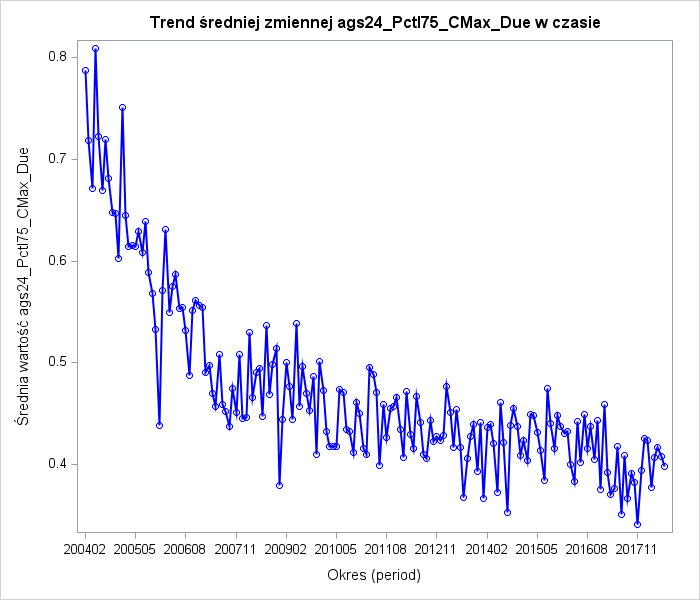 Trend średniej zmiennej ags24_Pctl75_CMax_Due w czasie
Średnia wartość ags24_Pctl75_CMax_Due
0.8
0.7
0.6
0.5
0.4
200402 200505 200608 200711 200902 201005 201108 201211 201402 201505 201608 201711
Okres (period)